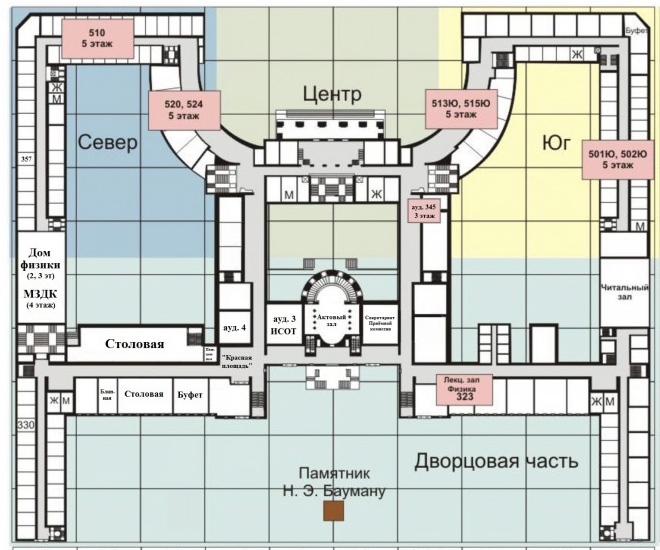 510
5 этаж
Буфет
Ж
Ж
М
Центр
520, 524
5 этаж
513Ю, 515Ю
5 этаж
Север
Юг
501Ю, 502Ю
5 этаж
357
М
Ж
ауд. 345
3 этаж
М
Ж
Дом
физики
(2, 3 эт)
МЗДК
(4 этаж)
Читальный
зал
ауд. 4
ауд. 3
ИСОТ
Актовый
зал
Секретариат
Приёмной
комиссии
Столовая
"Красная
площадь"
Блин-
ная
Столовая
Буфет
Лекц. зал
Физика
323
Ж
М
Ж
М
330
Дворцовая часть
Памятник
Н. Э. Бауману